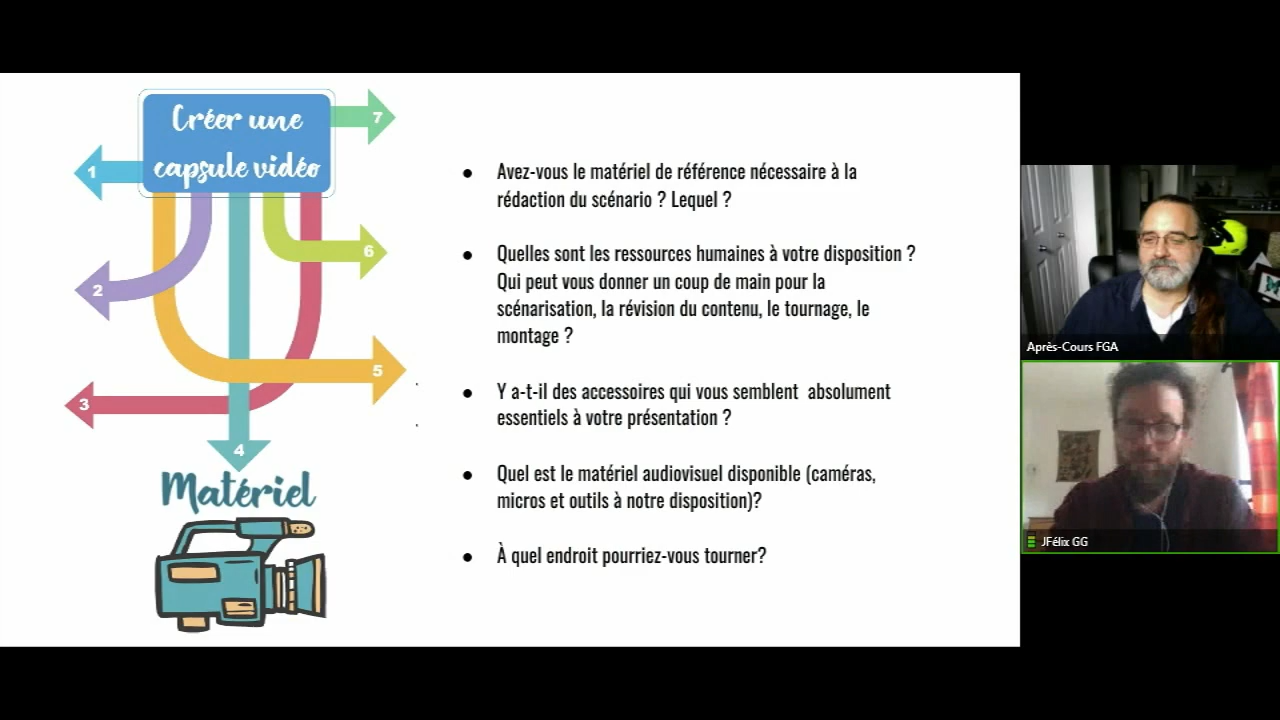 Créer une
capsule vidéo
7
1
6
2
5
3
4
Matériel
● Avez-vous le matériel de référence nécessaire à la
rédaction du scénario ? Lequel ?
● Quelles sont les ressources humaines à votre disposition ?
Qui peut vous donner un coup de main pour la
scénarisation, la révision du contenu, le tournage, le
montage ?
● Y a-t-il des accessoires qui vous semblent absolument
essentiels à votre présentation ?
● Quel est le matériel audiovisuel disponible (caméras,
micros et outils à notre disposition)?
● À quel endroit pourriez-vous tourner?
Après-Cours FGA
JFélix GG